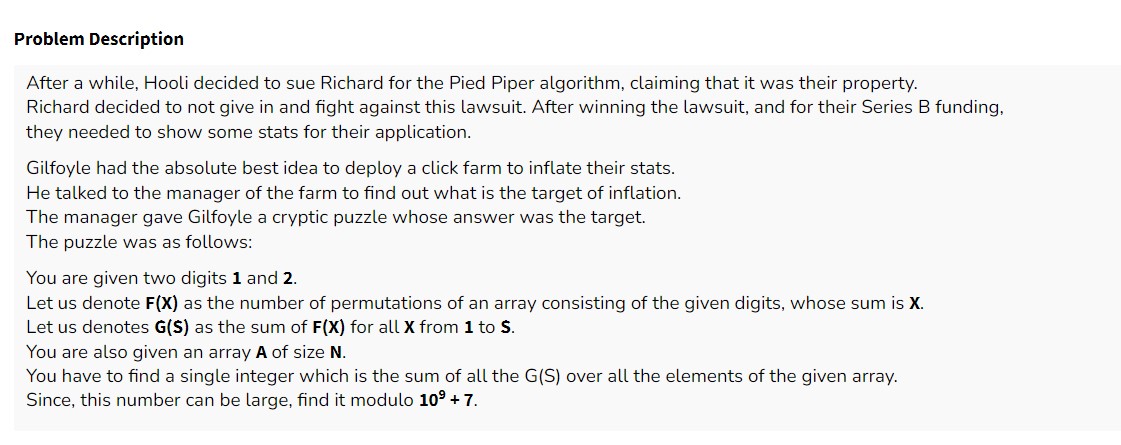 Problem Description
After a while, Hooli decided to sue Richard for the Pied Piper algorithm, claiming that it was their property.
Richard decided to not give in and fight against this lawsuit. After winning the lawsuit, and for their Series B funding,
they needed to show some stats for their application.
Gilfoyle had the absolute best idea to deploy a click farm to inflate their stats.
He talked to the manager of the farm to find out what is the target of inflation.
The manager gave Gilfoyle a cryptic puzzle whose answer was the target.
The puzzle was as follows:
You are given two digits 1 and 2.
Let us denote F(X) as the number of permutations of an array consisting of the given digits, whose sum is X.
Let us denotes G(S) as the sum of F(X) for all X from 1 to S.
You are also given an array A of size N.
You have to find a single integer which is the sum of all the G(S) over all the elements of the given array.
Since, this number can be large, find it modulo 10⁹ + 7.